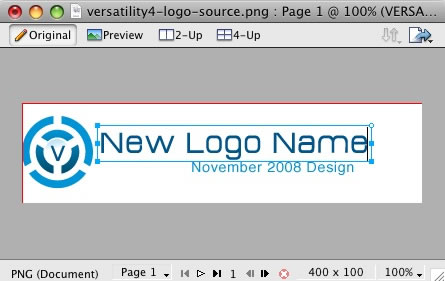 versatility4-logo-source.png : Page 1 @ 100% (VERSA...
Original Preview 2-Up 4-Up
V
New Logo Name
November 2008 Design
PNG (Document) Page 1 1 400 x 100 100%